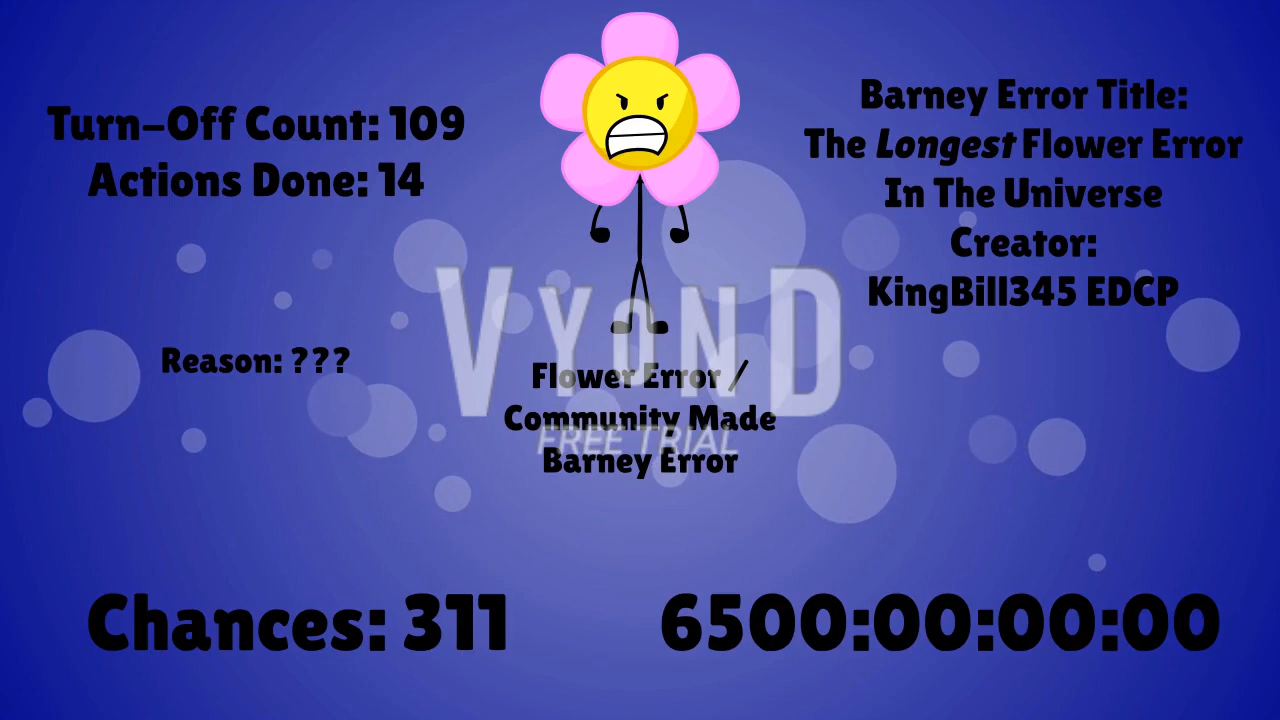 Turn-Off Count: 109
Actions Done: 14
Barney Error Title:
The Longest Flower Error
In The Universe
Creator:
KingBill345 EDCP
Reason: ???
VYOND
FREE TRIAL
Flower Error /
Community Made
Barney Error
Chances: 311
6500:00:00:00:00